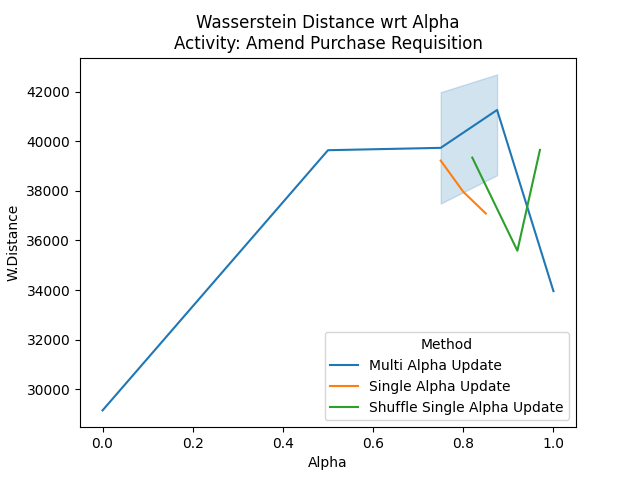 Wasserstein Distance wrt Alpha
Activity: Amend Purchase Requisition
W.Distance
42000
40000
38000
36000
34000
32000
30000
0.0 0.2 0.4 0.6 0.8 1.0
Alpha
Method
Multi Alpha Update
Single Alpha Update
Shuffle Single Alpha Update